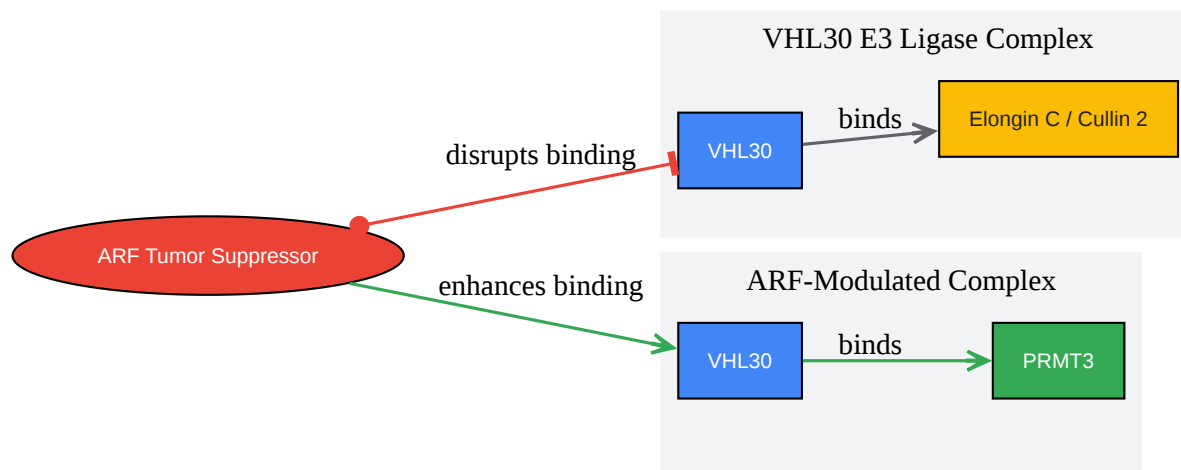 VHL30 E3 Ligase Complex
Elongin C / Cullin 2
binds
VHL30
disrupts binding
ARF Tumor Suppressor
enhances binding
ARF-Modulated Complex
binds
VHL30
PRMT3